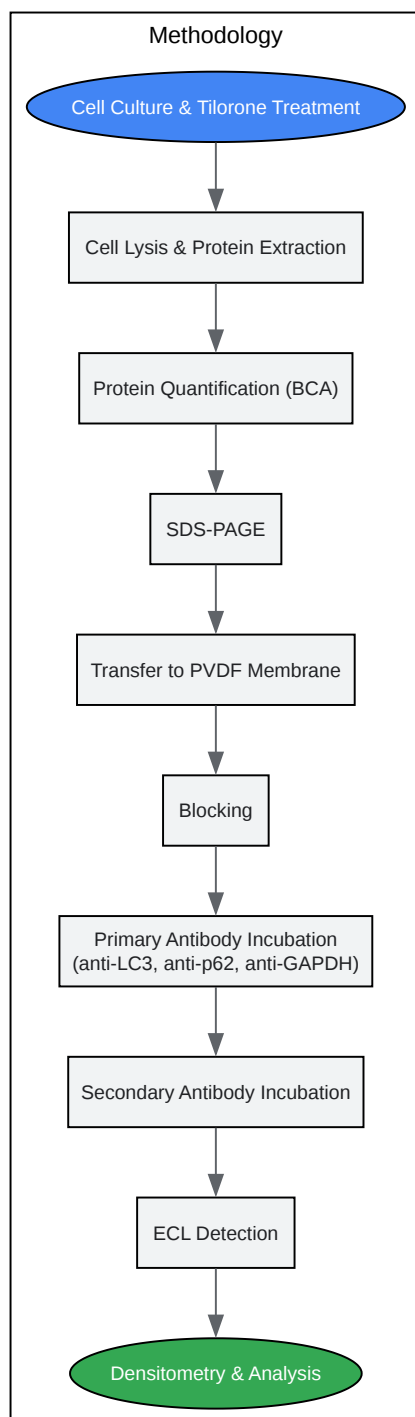 Methodology
Cell Culture & Tilorone Treatment
Cell Lysis & Protein Extraction
Protein Quantification (BCA)
SDS-PAGE
Transfer to PVDF Membrane
Blocking
Primary Antibody Incubation
(anti-LC3, anti-p62, anti-GAPDH)
Secondary Antibody Incubation
ECL Detection
Densitometry & Analysis